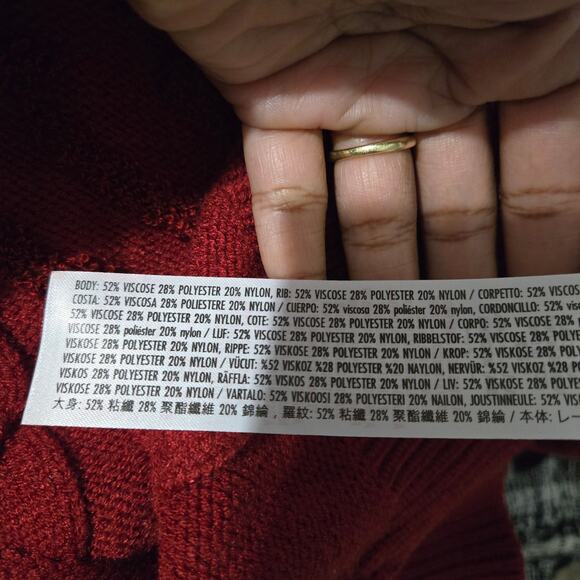 BODY: 52% VISCOSE 28% POLYESTER 20% NYLON, RIB: 52% VISCOSE 28% POLYESTER 20% NYLON / CORPETTO: 52% VISCOS
COSTA: 52% VISCOSA 28% POLIESTERE 20% NYLON / CUERPO: 52% viscosa 28% poliéster 20% nylon, CORDONCILLO: 52% visc
52% VISCOSE 28% POLYESTER 20% NYLON, COTE: 52% VISCOSE 28% POLYESTER 20% NYLON / CORPO: 52% VISCOSE 28%
VISCOSE 28% poliéster 20% nylon / LUF: 52% VISCOSE 28% POLYESTER 20% NYLON, RIBBELSTOF: 52% VISCOSE 28% POLYE
VISKOSE 28% POLYESTER 20% NYLON, RIPPE: 52% VISKOSE 28% POLYESTER 20% NYLON / KROP: 52% VISKOSE 28% POLYES
VISKOSE 28% POLYESTER 20% NYLON / VÜCUT: %52 VISKOZ %28 POLYESTER %20 NAYLON, NERVÜR: %52 VISKOZ %28 PO
VISKOS 28% POLYESTER 20% NYLON, RÄFFLA: 52% VISKOS 28% POLYESTER 20% NYLON / LIV: 52% VISKOSE 28% POLYES
VISKOSE 28% POLYESTER 20% NYLON / VARTALO: 52% VISKOOSI 28% POLYESTERI 20% NAILON, JOUSTINNEULE: 52% VISKOO
大身: 52% 粘纖 28% 聚酯纖維 20% 錦綸, 羅紋: 52% 粘纖 28% 聚酯纖維 20% 錦綸 / 本体: レー